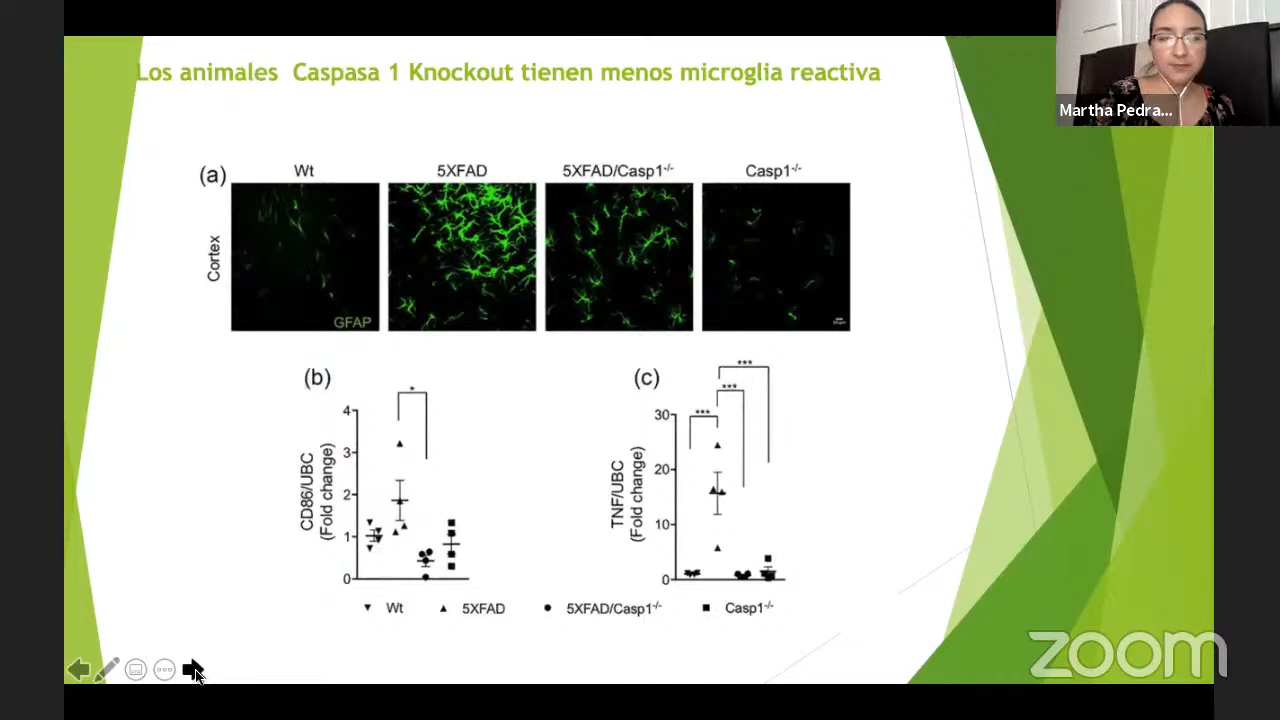 Los animales Caspasa 1 Knockout tienen menos microglia reactiva
Martha Pedra...
(a)
Wt
5XFAD
5XFAD/Casp1-/-
Casp1-/-
Cortex
GFAP
(b)
*
4
3
2
1
0
CD86/UBC
(Fold change)
(c)
***
***
***
30
20
10
0
TNF/UBC
(Fold change)
Wt
5XFAD
5XFAD/Casp1-/-
Casp1-/-
zoom